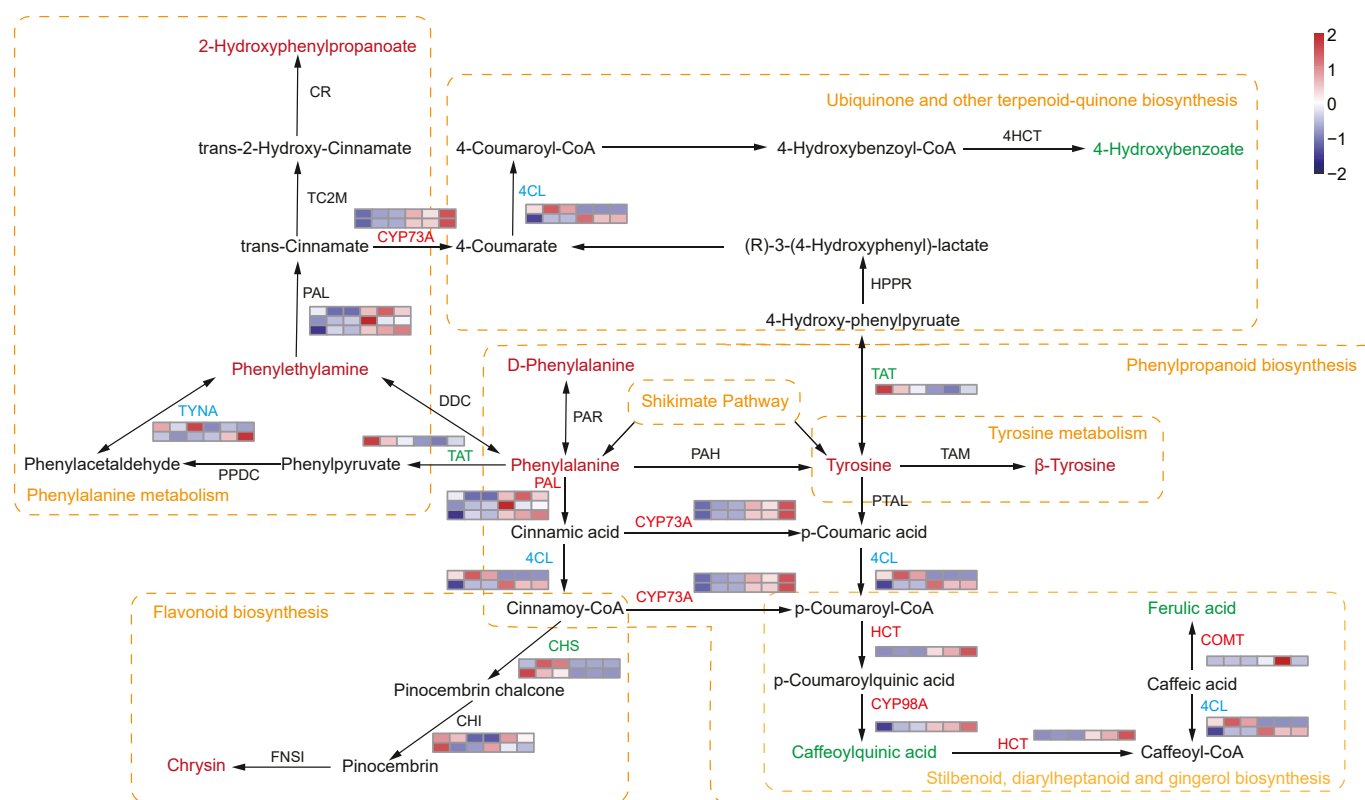 2-Hydroxyphenylpropanoate
2
CR
1
Ubiquinone and other terpenoid-quinone biosynthesis
0
4HCT
−1
trans-2-Hydroxy-Cinnamate
4-Coumaroyl-CoA
4-Hydroxybenzoyl-CoA
4-Hydroxybenzoate
−2
TC2M
4CL
CYP73A
trans-Cinnamate
4-Coumarate
(R)-3-(4-Hydroxyphenyl)-lactate
HPPR
PAL
4-Hydroxy-phenylpyruate
Phenylethylamine
D-Phenylalanine
Phenylpropanoid biosynthesis
TAT
DDC
Shikimate Pathway
TYNA
PAR
Tyrosine metabolism
TAT
PAH
TAM
Phenylacetaldehyde
Phenylpyruvate
Phenylalanine
Tyrosine
β-Tyrosine
PPDC
PAL
Phenylalanine metabolism
PTAL
CYP73A
Cinnamic acid
p-Coumaric acid
4CL
4CL
CYP73A
Flavonoid biosynthesis
Cinnamoy-CoA
p-Coumaroyl-CoA
Ferulic acid
HCT
COMT
CHS
p-Coumaroylquinic acid
Caffeic acid
Pinocembrin chalcone
CYP98A
4CL
CHI
HCT
Caffeoylquinic acid
Caffeoyl-CoA
FNSI
Chrysin
Pinocembrin
Stilbenoid, diarylheptanoid and gingerol biosynthesis